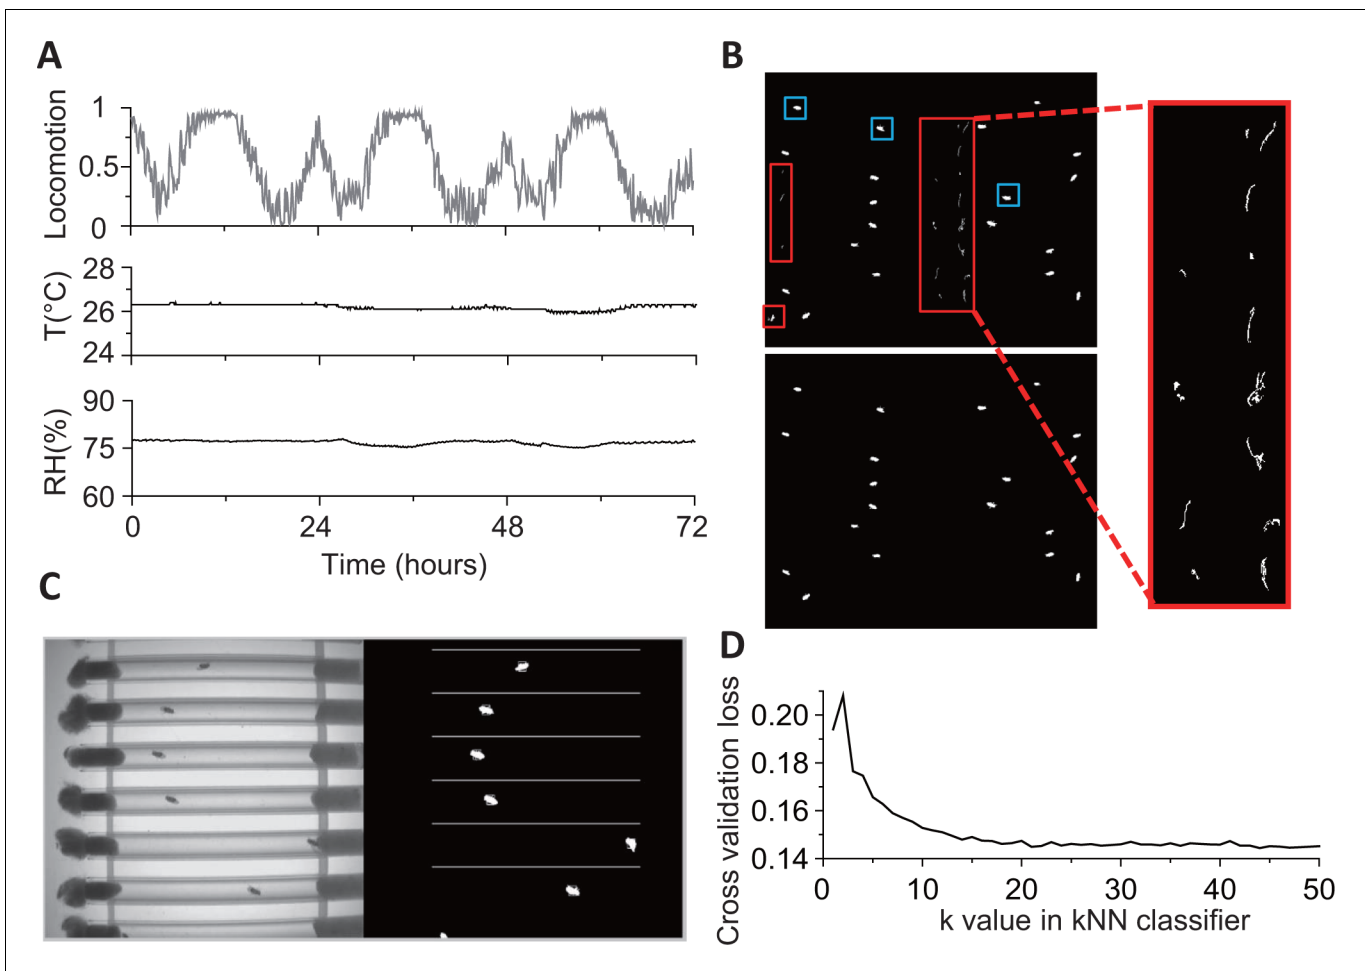 A
Locomotion
1
0.5
0
T(°C)
28
26
24
RH(%)
90
75
60
0 24 48 72
Time (hours)
B
C
D
Cross validation loss
0.20
0.18
0.16
0.14
0 10 20 30 40 50
k value in kNN classifier